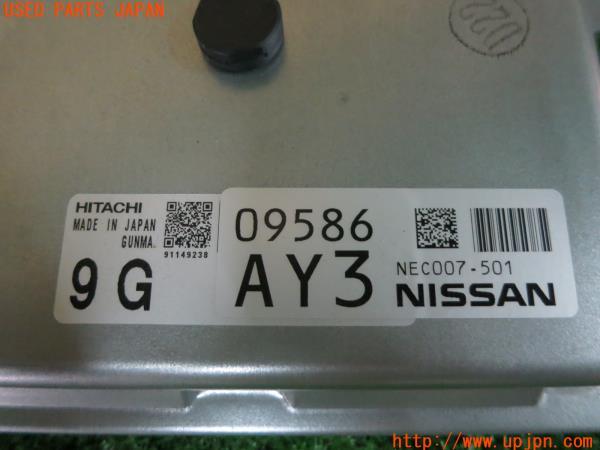 USED PARTS JAPAN
022
HITACHI
MADE IN JAPAN
GUNMA.
91149238
9G
09586
AY3
NEC007-501
NISSAN
http://www.upjpn.com/